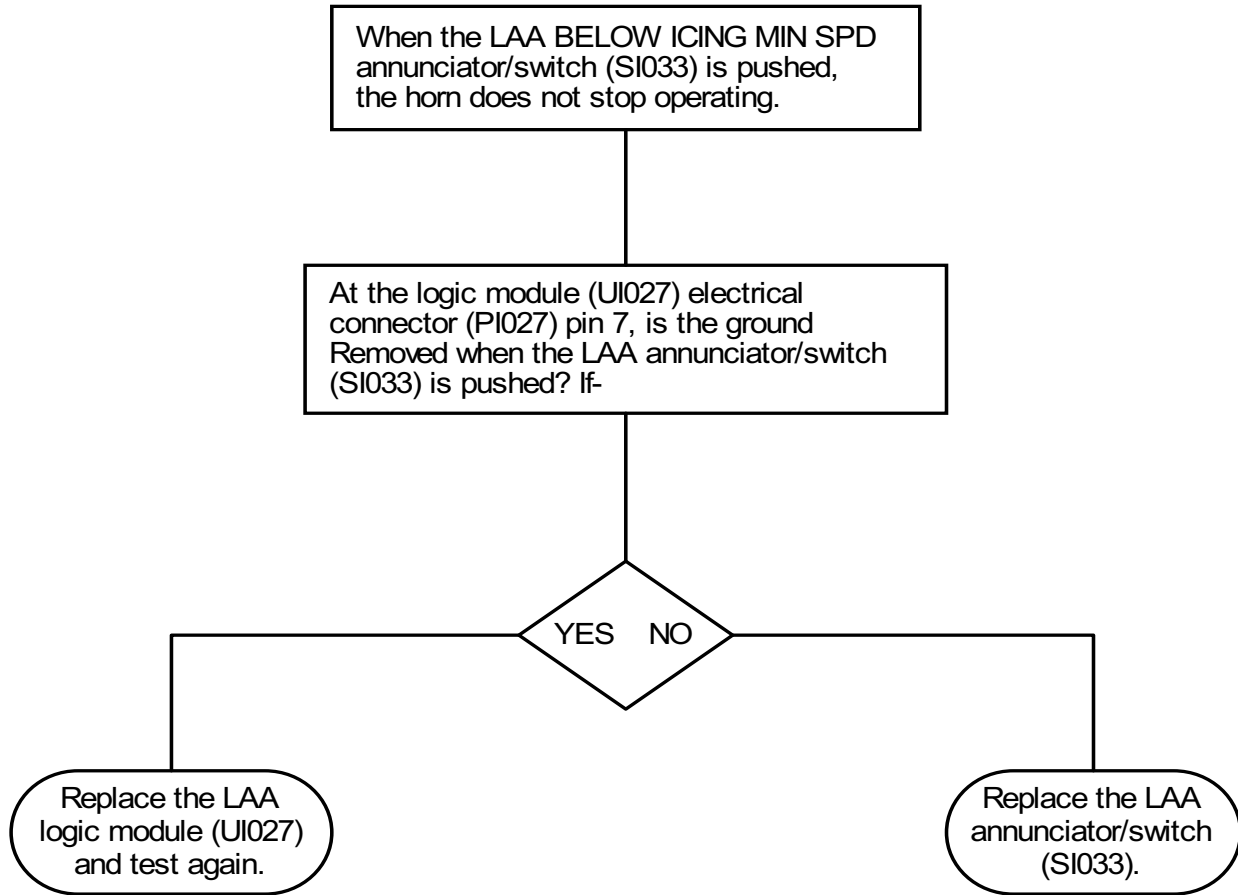 When the LAA BELOW ICING MIN SPD
annunciator/switch (SI033) is pushed,
the horn does not stop operating.
At the logic module (UI027) electrical
connector (PI027) pin 7, is the ground
Removed when the LAA annunciator/switch
(SI033) is pushed? If-
YES NO
Replace the LAA
logic module (UI027)
and test again.
Replace the LAA
annunciator/switch
(SI033).